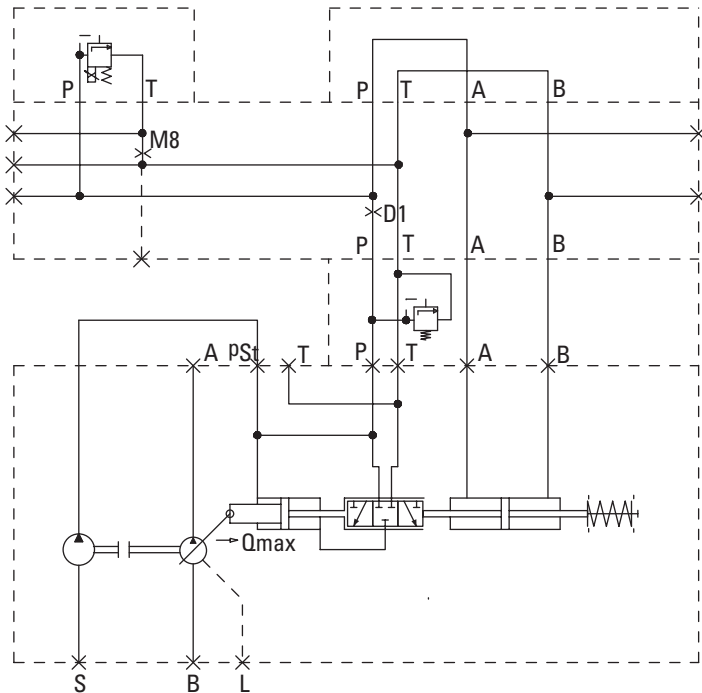 P T P T A B
M8
D1
P T A B
A pSt T P T A B
Qmax
S B L